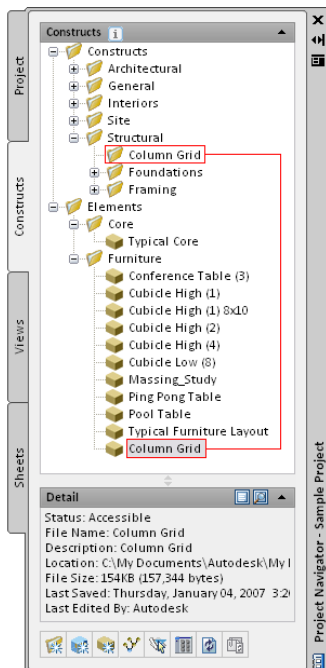 Constructs
Constructs
Architectural
General
Interiors
Site
Structural
Column Grid
Foundations
Framing
Elements
Core
Typical Core
Furniture
Conference Table (3)
Cubicle High (1)
Cubicle High (1) 8x10
Cubicle High (2)
Cubicle High (4)
Cubicle Low (8)
Massing_Study
Ping Pong Table
Pool Table
Typical Furniture Layout
Column Grid
Detail
Status: Accessible
File Name: Column Grid
Description: Column Grid
Location: C:\My Documents\Autodesk\My
File Size: 154KB (157,344 bytes)
Last Saved: Thursday, January 04, 2007 3:2
Last Edited By: Autodesk
Project
Constructs
Views
Sheets
Project Navigator - Sample Project